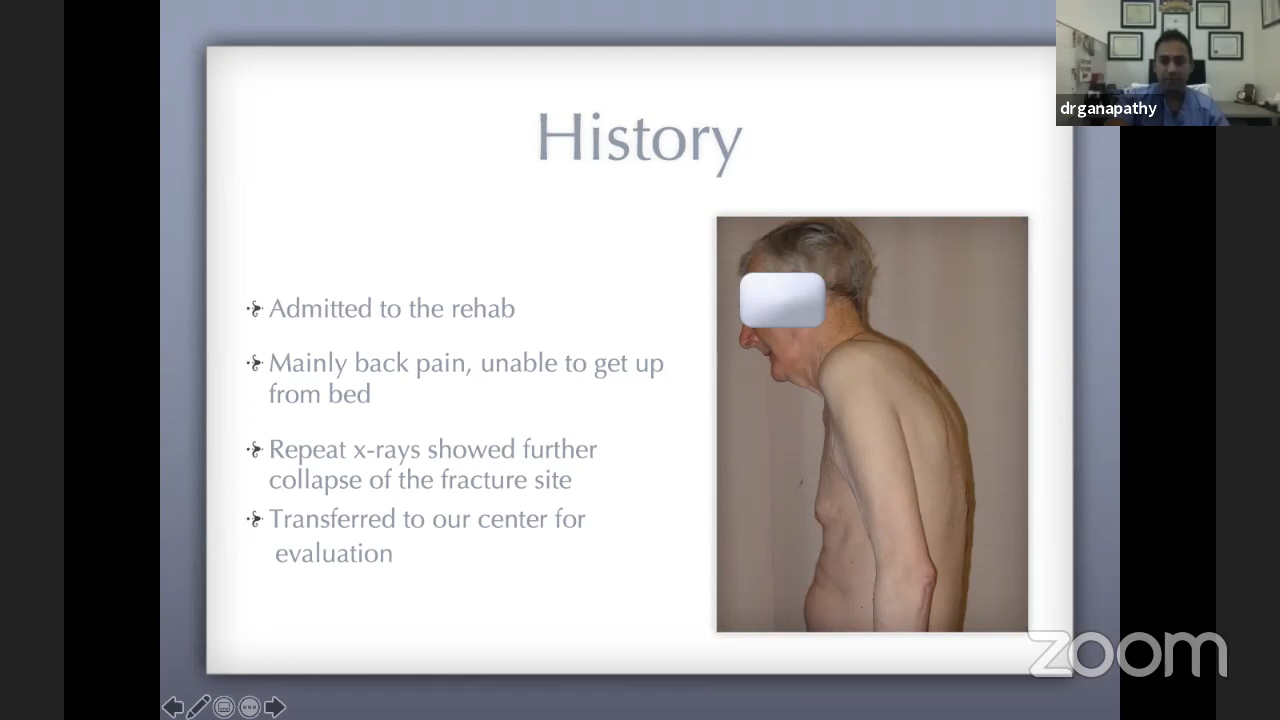 drganapathy
History
Admitted to the rehab
Mainly back pain, unable to get up
from bed
Repeat x-rays showed further
collapse of the fracture site
Transferred to our center for
evaluation
zoom